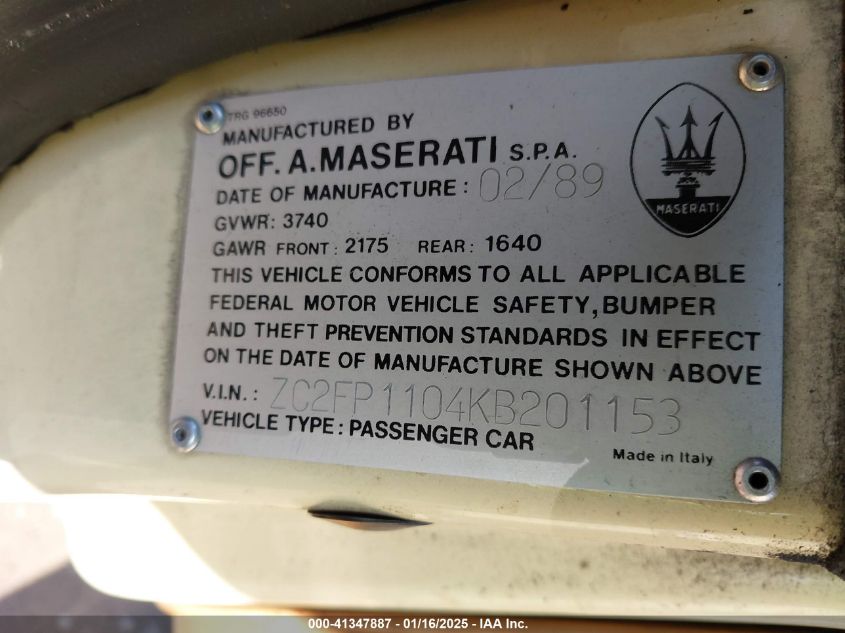 TRG 96650
MANUFACTURED BY
OFF. A. MASERATI S.P.A.
DATE OF MANUFACTURE: 02/89
GVWR: 3740
GAWR FRONT: 2175 REAR: 1640
THIS VEHICLE CONFORMS TO ALL APPLICABLE
FEDERAL MOTOR VEHICLE SAFETY, BUMPER
AND THEFT PREVENTION STANDARDS IN EFFECT
ON THE DATE OF MANUFACTURE SHOWN ABOVE
V.I.N.: ZC2FP1104KB201153
VEHICLE TYPE: PASSENGER CAR
Made in Italy
MASERATI
000-41347887 - 01/16/2025 - IAA Inc.